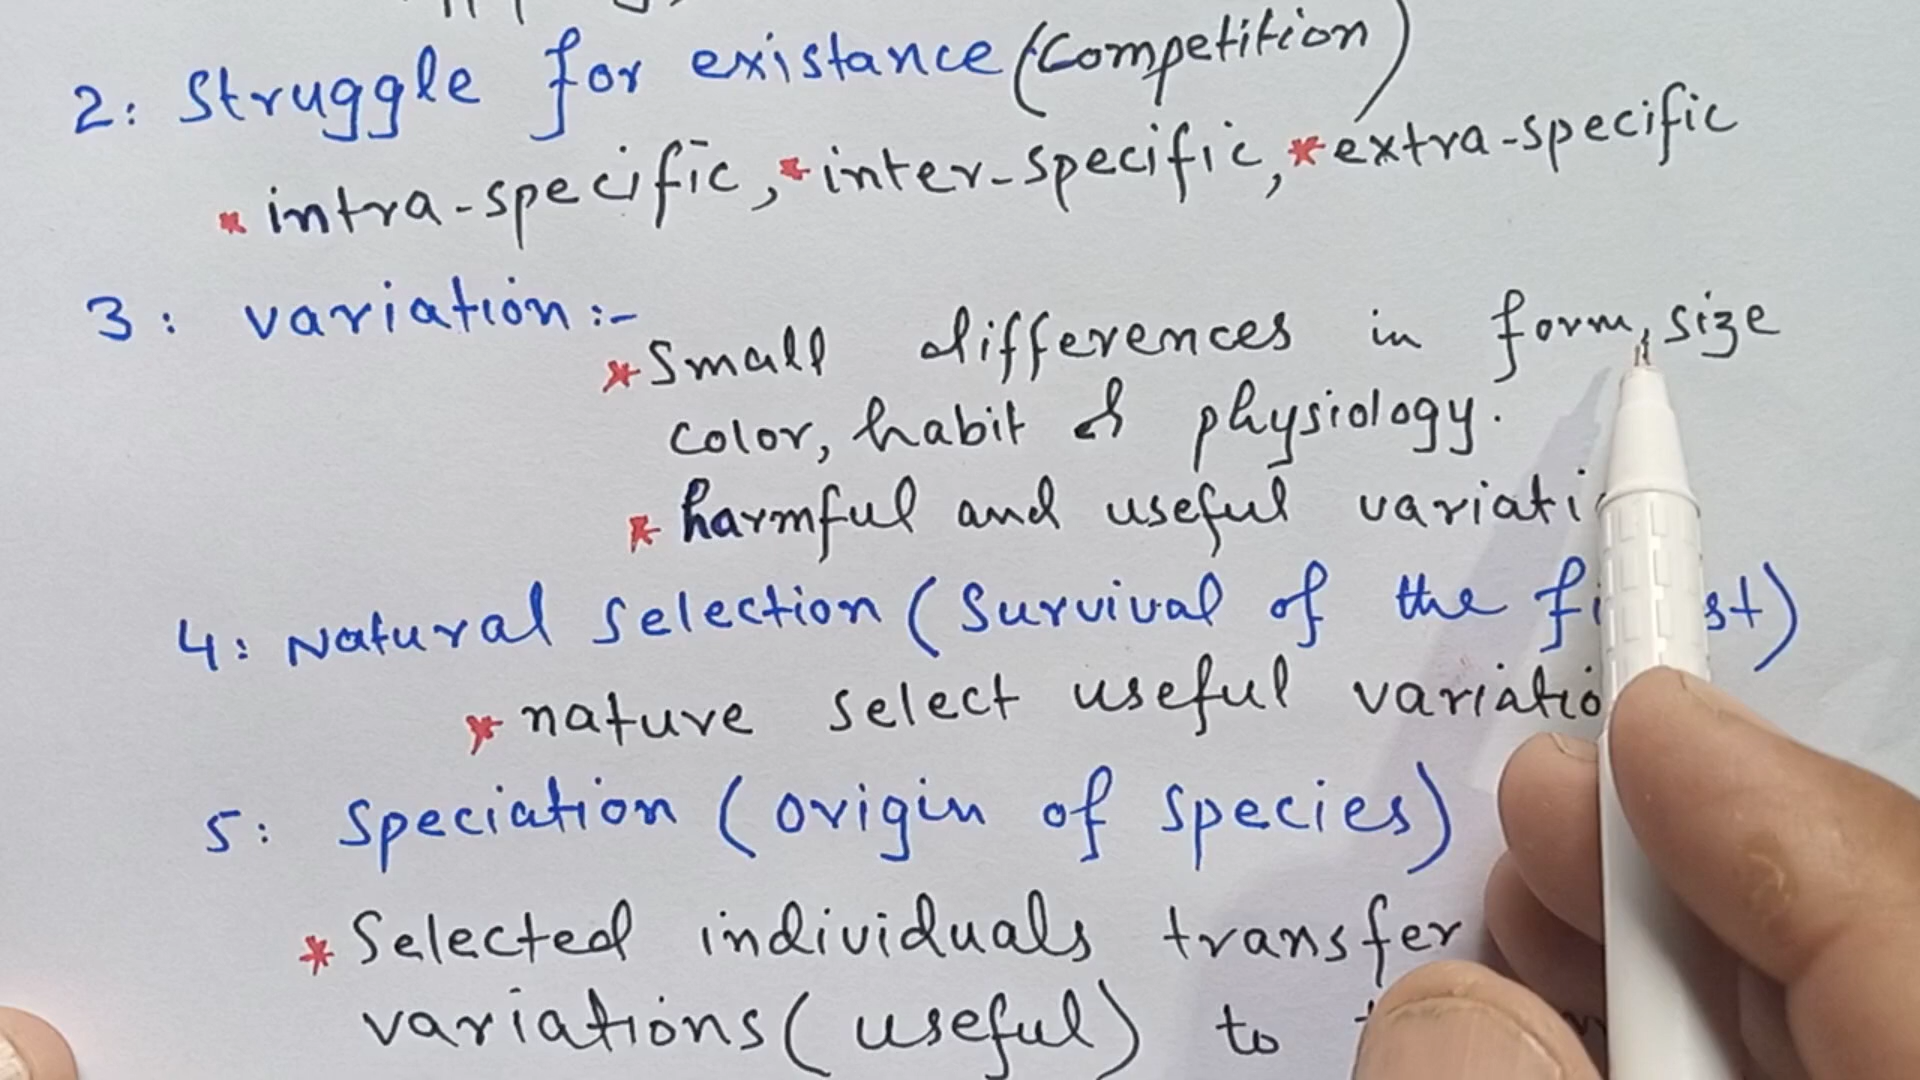 2: Struggle for existance (Competition)
* intra-specific, * inter-specific, * extra-specific
3: variation:-
* Small differences in form, size
color, habit & physiology.
* harmful and useful
4: Natural Selection (Survival of the
* nature select useful
5: Speciation (origin of species)
* Selected individuals transfer
variations (useful) to